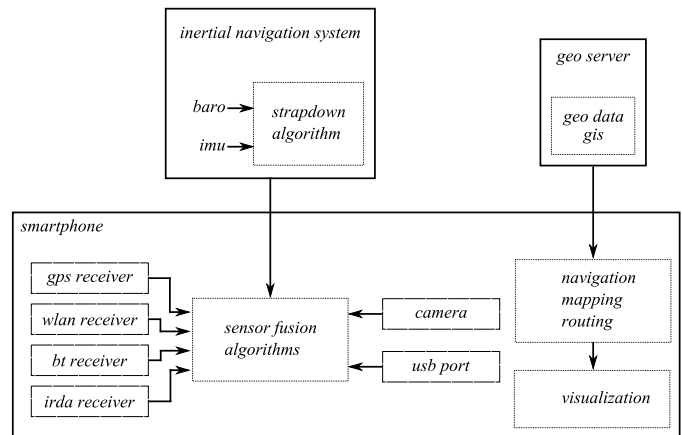 inertial navigation system
baro
imu
strapdown
algorithm
geo server
geo data
gis
smartphone
gps receiver
wlan receiver
bt receiver
irda receiver
sensor fusion
algorithms
camera
usb port
navigation
mapping
routing
visualization